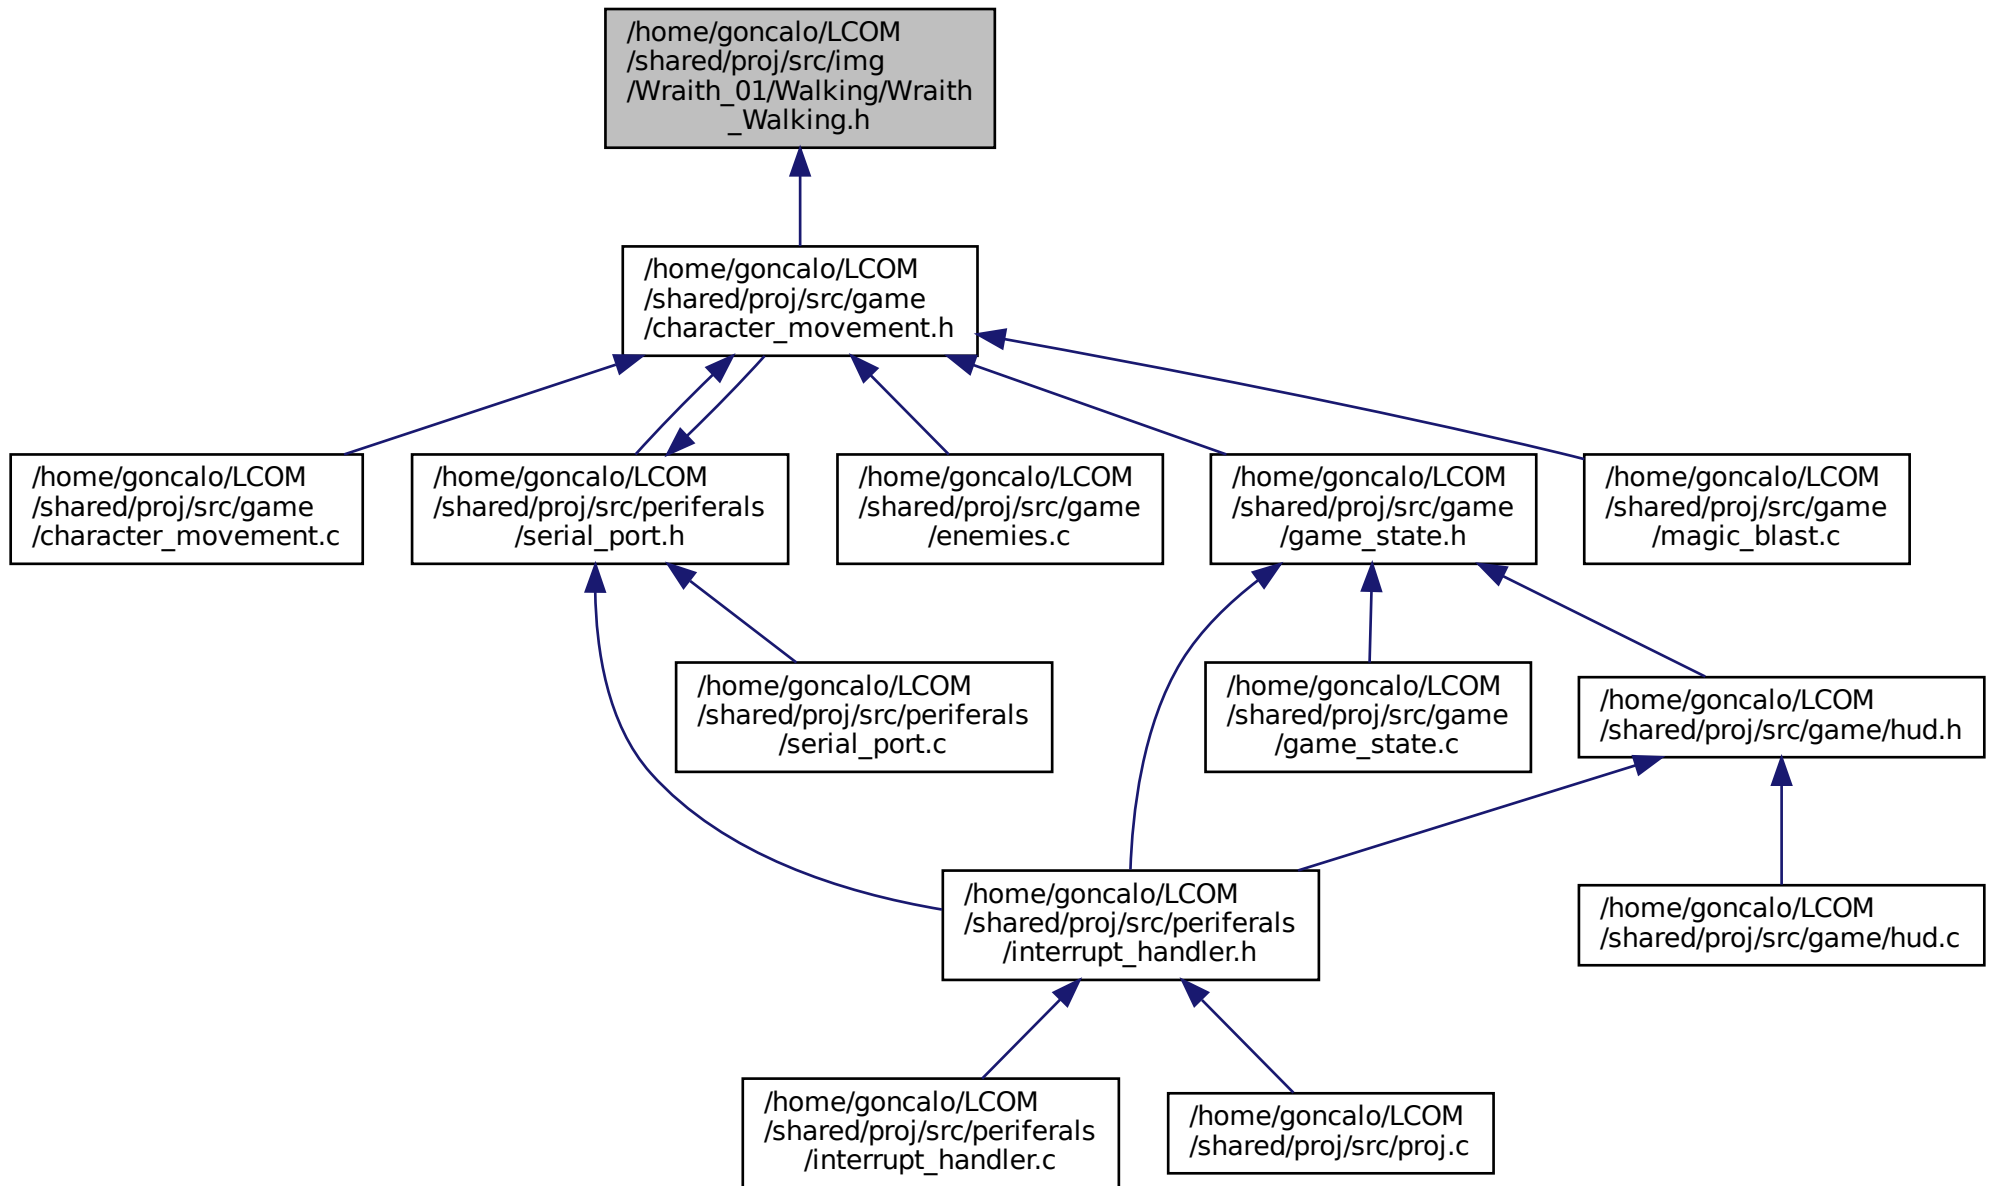 /home/goncalo/LCOM
/shared/proj/src/img
/Wraith_01/Walking/Wraith
_Walking.h
/home/goncalo/LCOM
/shared/proj/src/game
/character_movement.h
/home/goncalo/LCOM
/shared/proj/src/game
/character_movement.c
/home/goncalo/LCOM
/shared/proj/src/periferals
/serial_port.h
/home/goncalo/LCOM
/shared/proj/src/game
/enemies.c
/home/goncalo/LCOM
/shared/proj/src/game
/game_state.h
/home/goncalo/LCOM
/shared/proj/src/game
/magic_blast.c
/home/goncalo/LCOM
/shared/proj/src/periferals
/serial_port.c
/home/goncalo/LCOM
/shared/proj/src/game
/game_state.c
/home/goncalo/LCOM
/shared/proj/src/game/hud.h
/home/goncalo/LCOM
/shared/proj/src/periferals
/interrupt_handler.h
/home/goncalo/LCOM
/shared/proj/src/game/hud.c
/home/goncalo/LCOM
/shared/proj/src/periferals
/interrupt_handler.c
/home/goncalo/LCOM
/shared/proj/src/proj.c